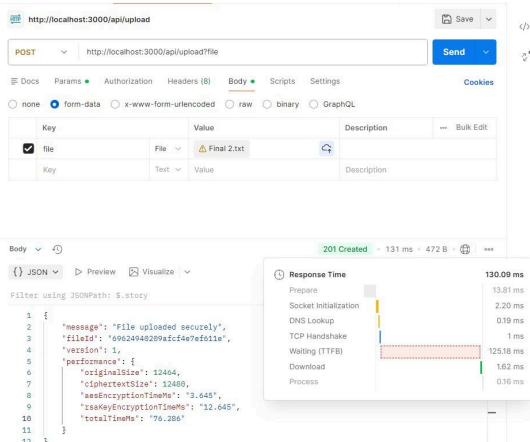 http://localhost:3000/api/upload
Save
POST http://localhost:3000/api/upload?file Send
Docs Params Authorization Headers (8) Body Scripts Settings Cookies
none form-data x-www-form-urlencoded raw binary GraphQL
Key Value Description ... Bulk Edit
file File Final 2.txt
Key Text Value Description
Body 201 Created 131 ms 472 B
{} JSON Preview Visualize
Filter using JSONPath: $.story
Response Time 130.09 ms
Prepare 13.81 ms
Socket Initialization 2.20 ms
DNS Lookup 0.19 ms
TCP Handshake 1 ms
Waiting (TTFB) 125.18 ms
Download 1.62 ms
Process 0.16 ms
1 {
2 "message": "File uploaded securely",
3 "fileId": "69624940209afcf4e7ef611e",
4 "version": 1,
5 "performance": {
6 "originalSize": 12464,
7 "ciphertextSize": 12480,
8 "aesEncryptionTimeMs": "3.645",
9 "rsaKeyEncryptionTimeMs": "12.645",
10 "totalTimeMs": "76.286"
11 }
12 }